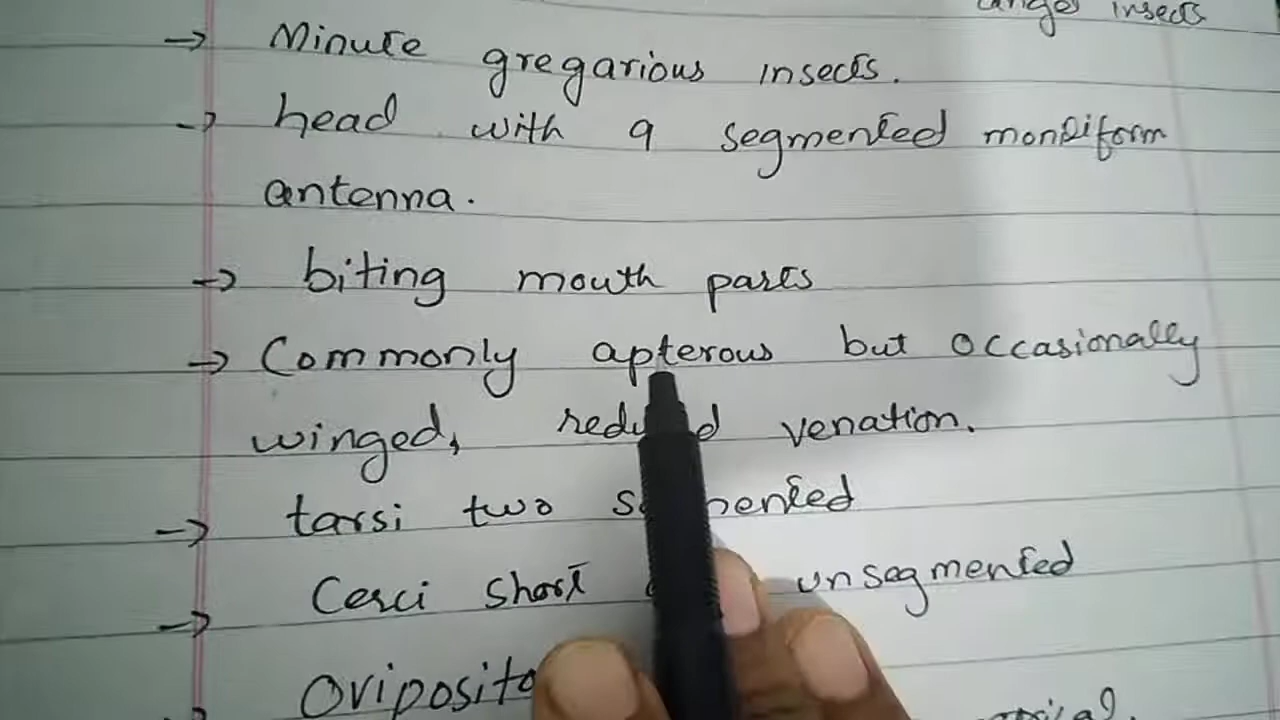 insects
→ Minute gregarious insects.
→ head with 9 segmented moniliform
antenna.
→ biting mouth parts
→ Commonly apterous but occasionally
winged, venation.
→ tarsi two
→ Cerci short unsegmented